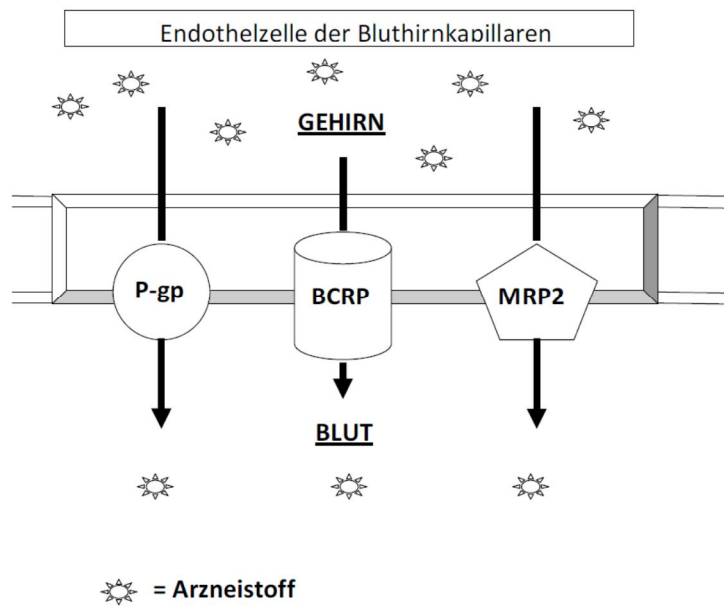 Endothelzelle der Bluthirnkapillaren
GEHIRN
P-gp
BCRP
MRP2
BLUT
= Arzneistoff